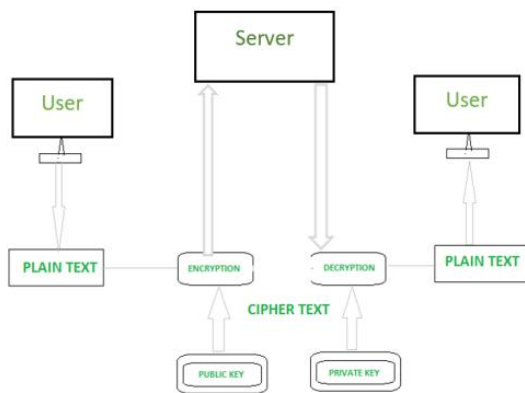 Server
User
User
PLAIN TEXT
ENCRYPTION
DECRYPTION
PLAIN TEXT
CIPHER TEXT
PUBLIC KEY
PRIVATE KEY